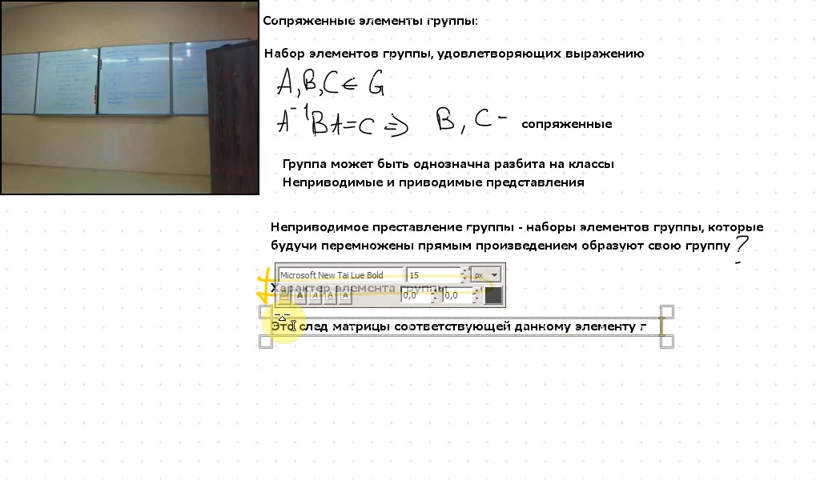 Сопряженные элементы группы:
Набор элементов группы, удовлетворяющих выражению
A,B,C ∈ G
A⁻¹BA=C => B, C - сопряженные
Группа может быть однозначна разбита на классы
Неприводимые и приводимые представления
Неприводимое преставление группы - наборы элементов группы, которые
будучи перемножены прямым произведением образуют свою группу ?
Microsoft New Tai Lue Bold 15 px
Характер элемента группы
A A A A 0,0 0,0
Это след матрицы соответствующей данному элементу г